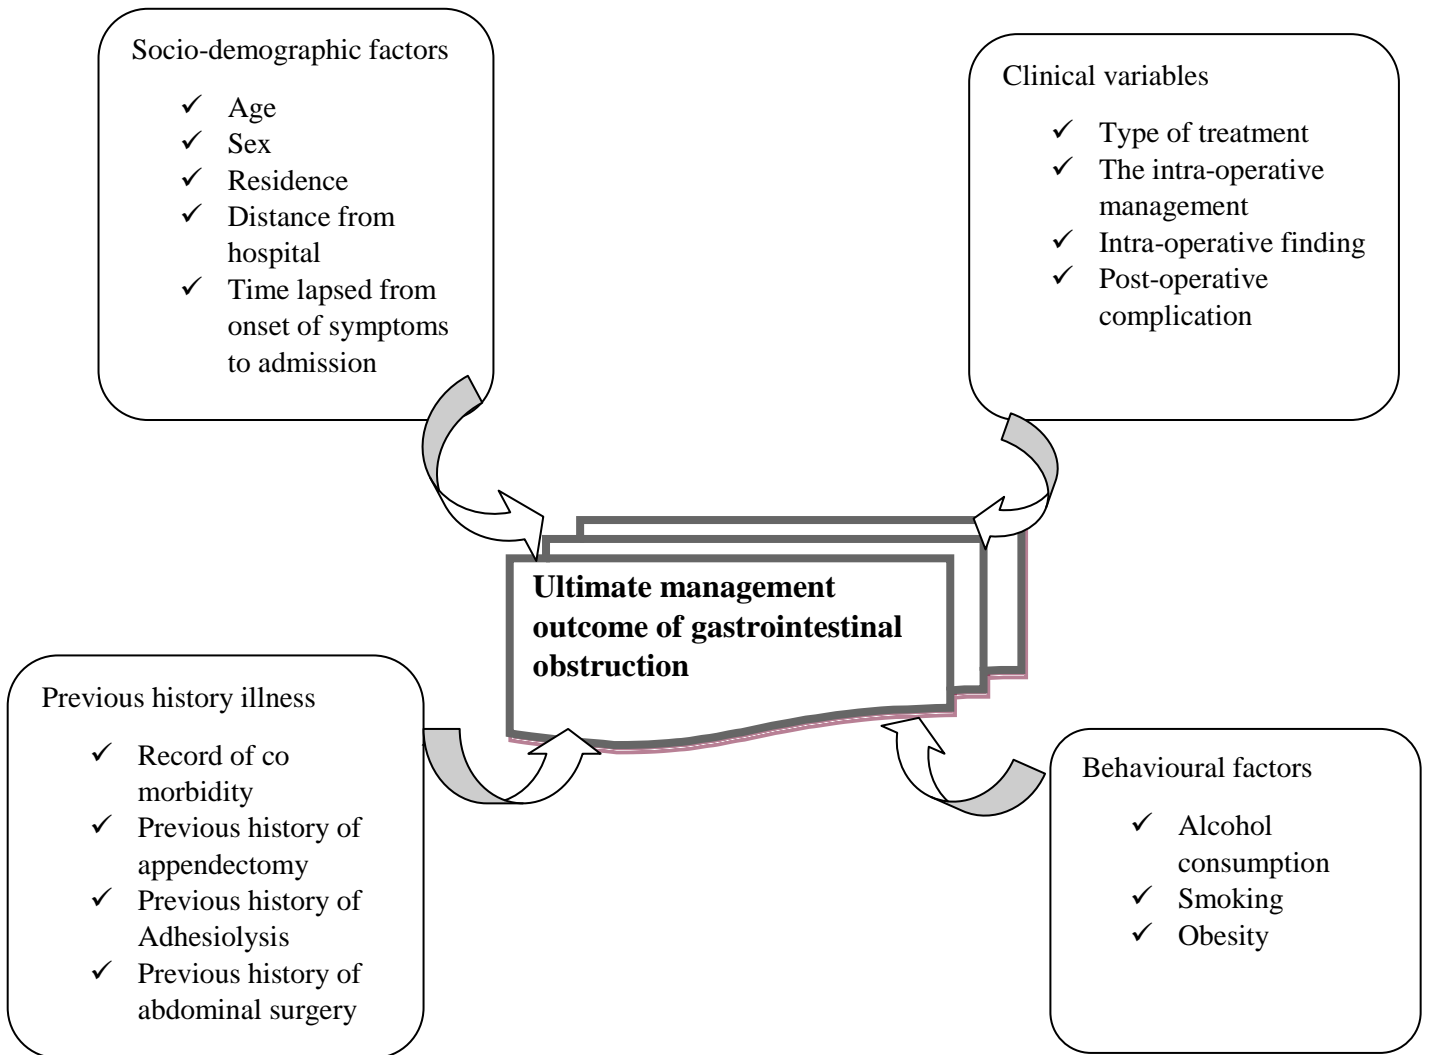 Socio-demographic factors
✓ Age
✓ Sex
✓ Residence
✓ Distance from
hospital
✓ Time lapsed from
onset of symptoms
to admission
Clinical variables
✓ Type of treatment
✓ The intra-operative
management
✓ Intra-operative finding
✓ Post-operative
complication
Ultimate management
outcome of gastrointestinal
obstruction
Previous history illness
✓ Record of co
morbidity
✓ Previous history of
appendectomy
✓ Previous history of
Adhesiolysis
✓ Previous history of
abdominal surgery
Behavioural factors
✓ Alcohol
consumption
✓ Smoking
✓ Obesity